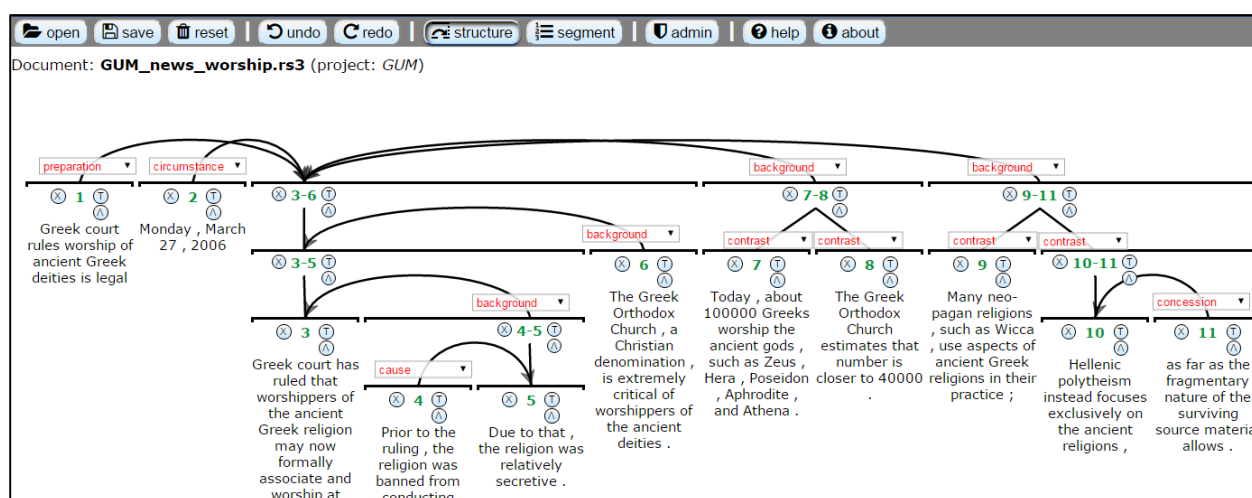 open save reset undo redo structure segment admin help about
Document: GUM_news_worship.rs3 (project: GUM)
preparation
circumstance
background
background
X 1 T
X 2 T
X 3-6 T
X 7-8 T
X 9-11 T
Greek court
rules worship of
ancient Greek
deities is legal
Monday , March
27 , 2006
background
contrast
contrast
contrast
contrast
X 3-5 T
X 6 T
X 7 T
X 8 T
X 9 T
X 10-11 T
The Greek
Orthodox
Church , a
Christian
denomination ,
is extremely
critical of
worshippers of
the ancient
deities .
Today , about
100000 Greeks
worship the
ancient gods ,
such as Zeus ,
Hera , Poseidon
, Aphrodite ,
and Athena .
The Greek
Orthodox
Church
estimates that
number is
closer to 40000
.
Many neo-
pagan religions
, such as Wicca
, use aspects of
ancient Greek
religions in their
practice ;
background
concession
X 3 T
X 4-5 T
X 10 T
X 11 T
Greek court has
ruled that
worshippers of
the ancient
Greek religion
may now
formally
associate and
worship at
Hellenic
polytheism
instead focuses
exclusively on
the ancient
religions ,
as far as the
fragmentary
nature of the
surviving
source materia
allows .
cause
X 4 T
X 5 T
Prior to the
ruling , the
religion was
banned from
conducting
Due to that ,
the religion was
relatively
secretive .